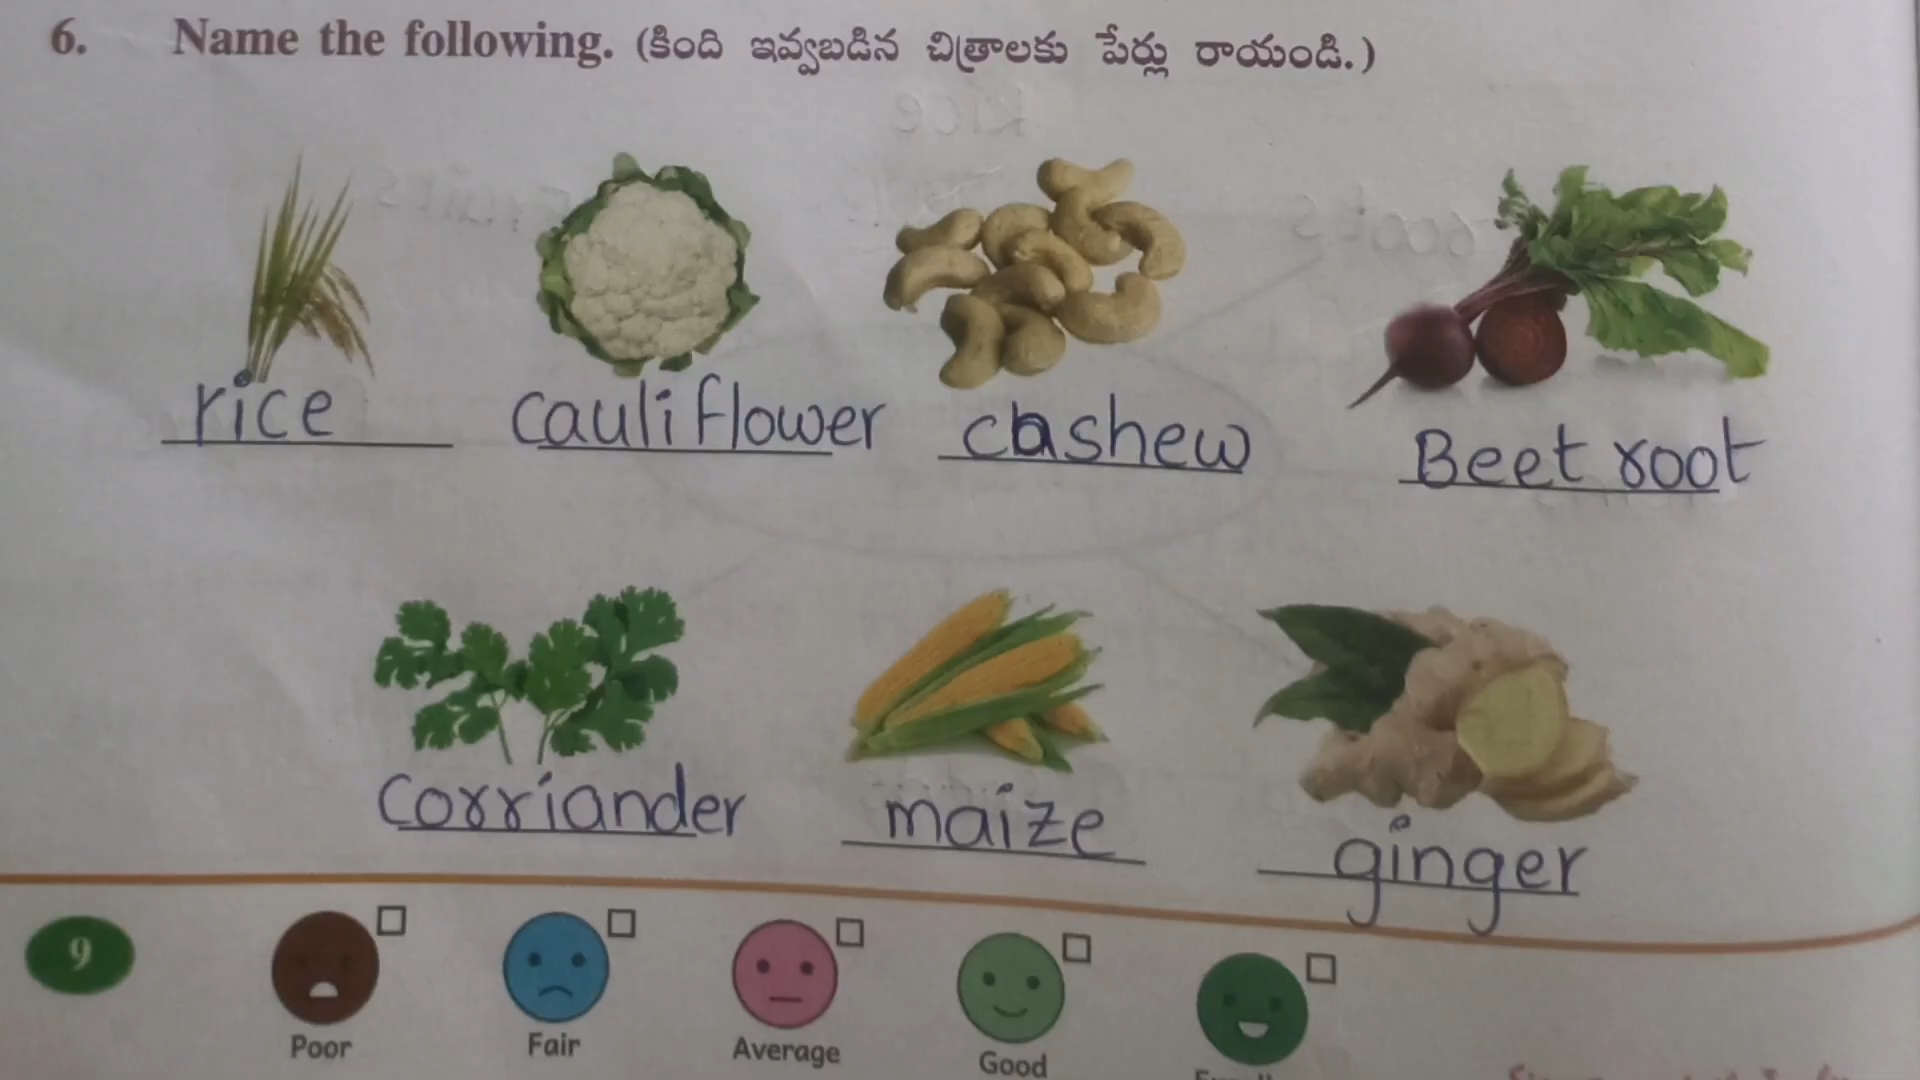 6. Name the following. (కింది ఇవ్వబడిన చిత్రాలకు పేర్లు రాయండి.)
rice cauliflower cashew Beet root
corriander maize ginger
9
Poor Fair Average Good